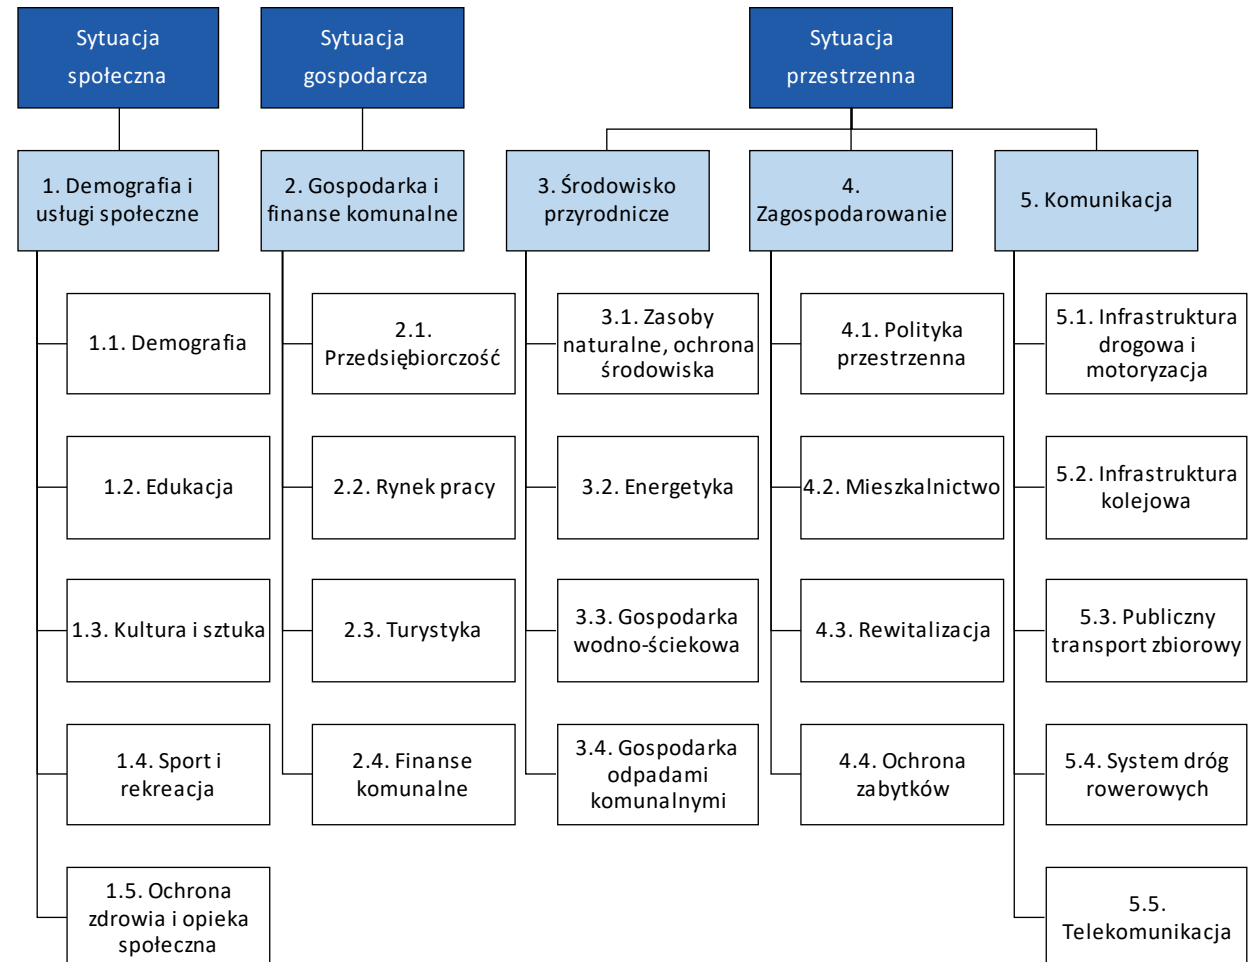 Sytuacja
społeczna
Sytuacja
gospodarcza
Sytuacja
przestrzenna
1. Demografia i
usługi społeczne
2. Gospodarka i
finanse komunalne
3. Środowisko
przyrodnicze
4.
Zagospodarowanie
5. Komunikacja
1.1. Demografia
1.2. Edukacja
1.3. Kultura i sztuka
1.4. Sport i
rekreacja
1.5. Ochrona
zdrowia i opieka
społeczna
2.1.
Przedsiębiorczość
2.2. Rynek pracy
2.3. Turystyka
2.4. Finanse
komunalne
3.1. Zasoby
naturalne, ochrona
środowiska
3.2. Energetyka
3.3. Gospodarka
wodno-ściekowa
3.4. Gospodarka
odpadami
komunalnymi
4.1. Polityka
przestrzenna
4.2. Mieszkalnictwo
4.3. Rewitalizacja
4.4. Ochrona
zabytków
5.1. Infrastruktura
drogowa i
motoryzacja
5.2. Infrastruktura
kolejowa
5.3. Publiczny
transport zbiorowy
5.4. System dróg
rowerowych
5.5.
Telekomunikacja